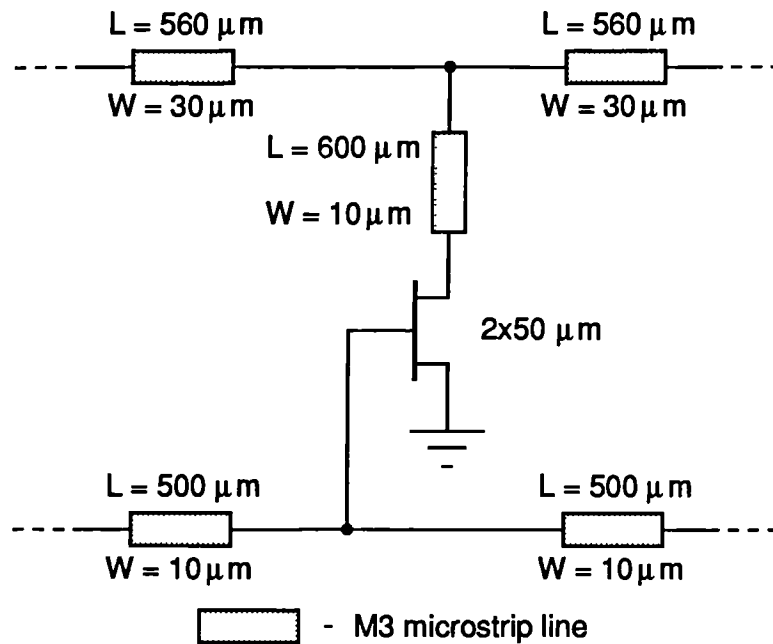 L = 560 μm
L = 560 μm
W = 30 μm
W = 30 μm
L = 600 μm
W = 10 μm
2x50 μm
L = 500 μm
L = 500 μm
W = 10 μm
W = 10 μm
- M3 microstrip line